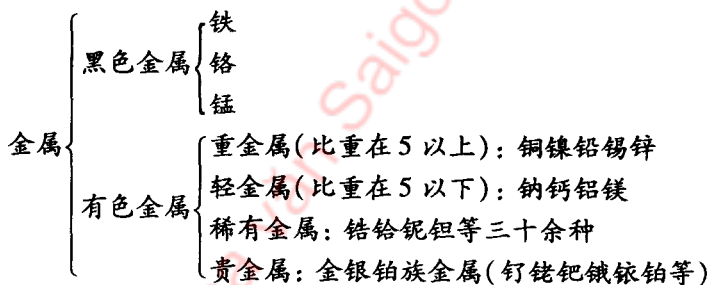 铁
黑色金属 铬
锰
金属
重金属(比重在5以上)：铜镍铅锡锌
轻金属(比重在5以下)：钠钙铝镁
有色金属
稀有金属：锆铪铌钽等三十余种
贵金属：金银铂族金属(钌铑钯锇铱铂等)